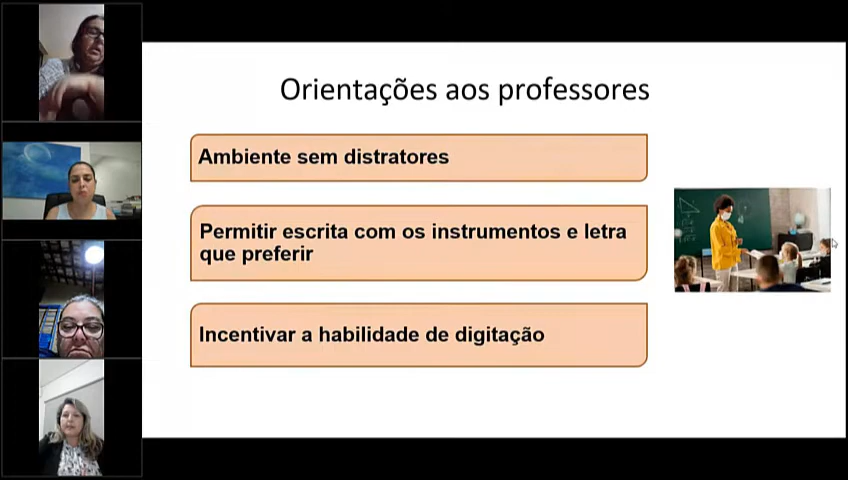 Orientações aos professores
Ambiente sem distratores
Permitir escrita com os instrumentos e letra
que preferir
Incentivar a habilidade de digitação